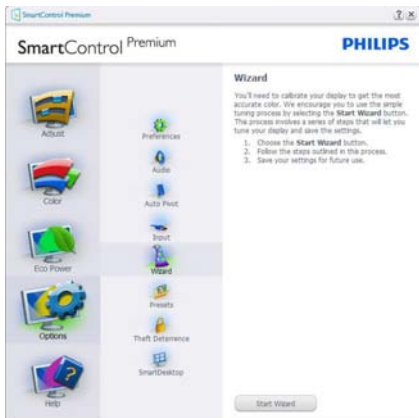 SmartControl Premium
SmartControl Premium
PHILIPS
Adjust
Color
Eco Power
Options
Help
Preferences
Audio
Auto Pivot
Input
Wizard
Presets
Theft Deterrence
SmartDesktop
Wizard
You'll need to calibrate your display to get the most
accurate color. We encourage you to use the simple
tuning process by selecting the Start Wizard button.
This process involves a series of steps that will let you
tune your display and save the settings.
1. Choose the Start Wizard button.
2. Follow the steps outlined in this process.
3. Save your settings for future use.
Start Wizard